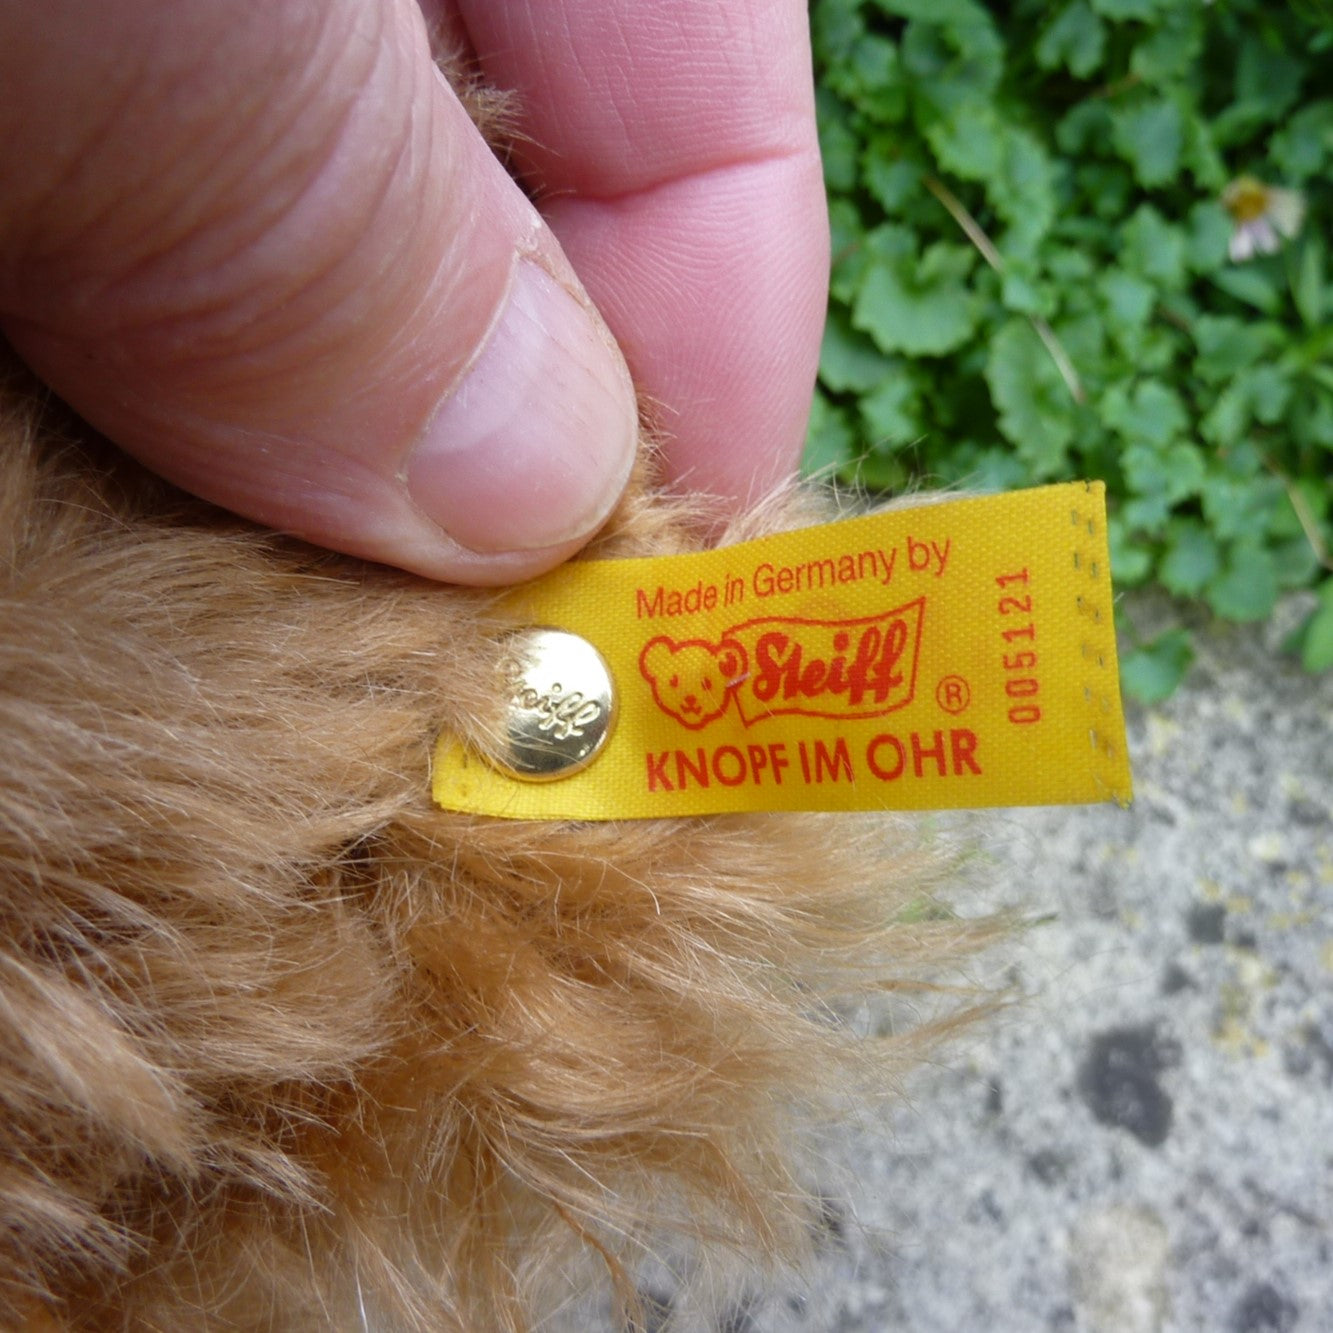 Made in Germany by
Steiff
®
KNOPF IM OHR
005121
Steiff